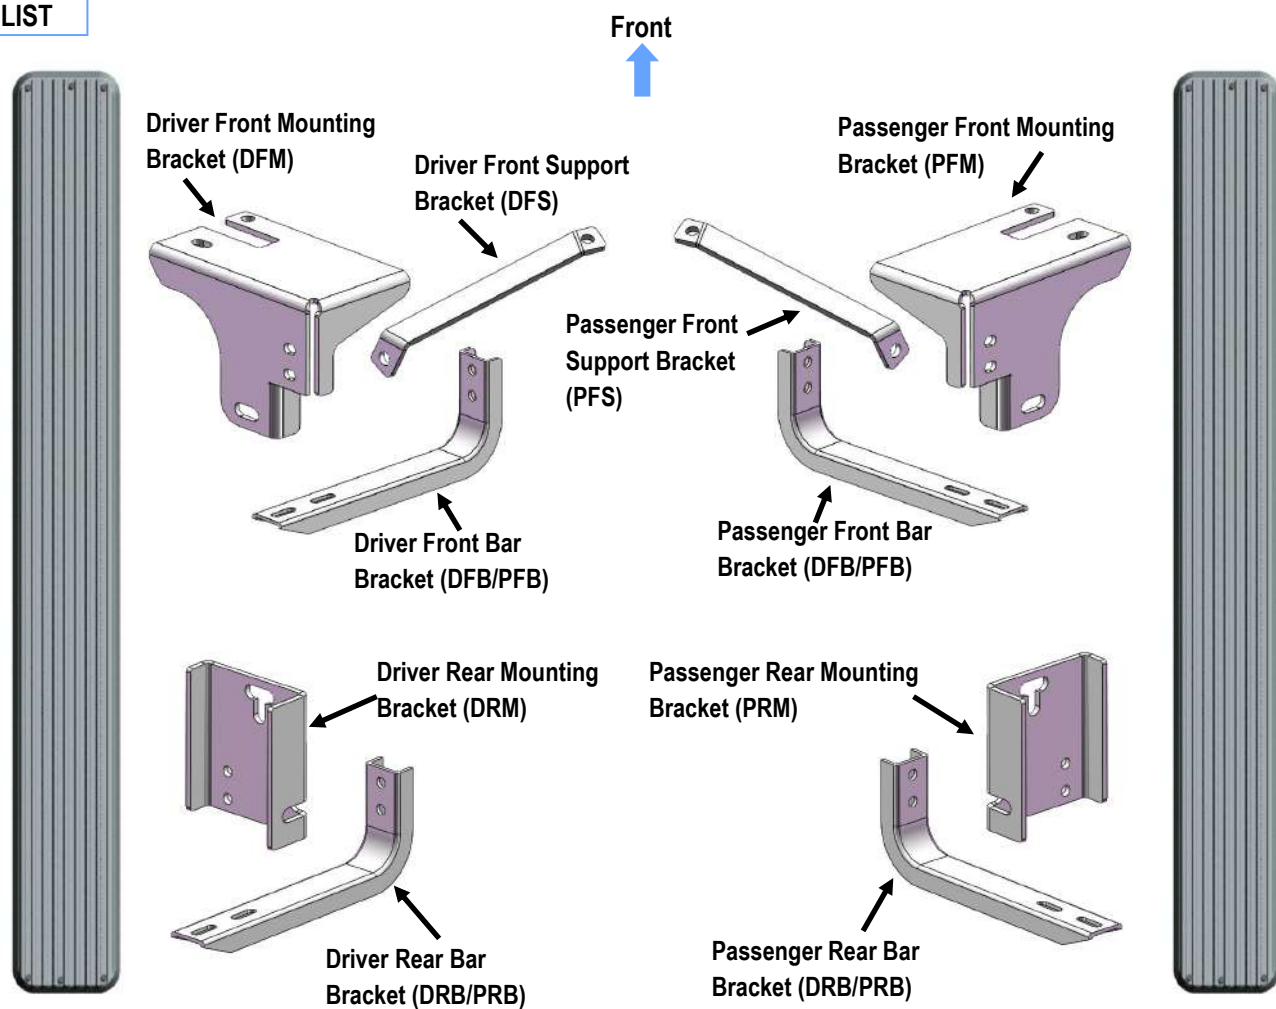 LIST
Front
Driver Front Mounting
Bracket (DFM)
Driver Front Support
Bracket (DFS)
Passenger Front Mounting
Bracket (PFM)
Passenger Front
Support Bracket
(PFS)
Driver Front Bar
Bracket (DFB/PFB)
Passenger Front Bar
Bracket (DFB/PFB)
Driver Rear Mounting
Bracket (DRM)
Passenger Rear Mounting
Bracket (PRM)
Driver Rear Bar
Bracket (DRB/PRB)
Passenger Rear Bar
Bracket (DRB/PRB)